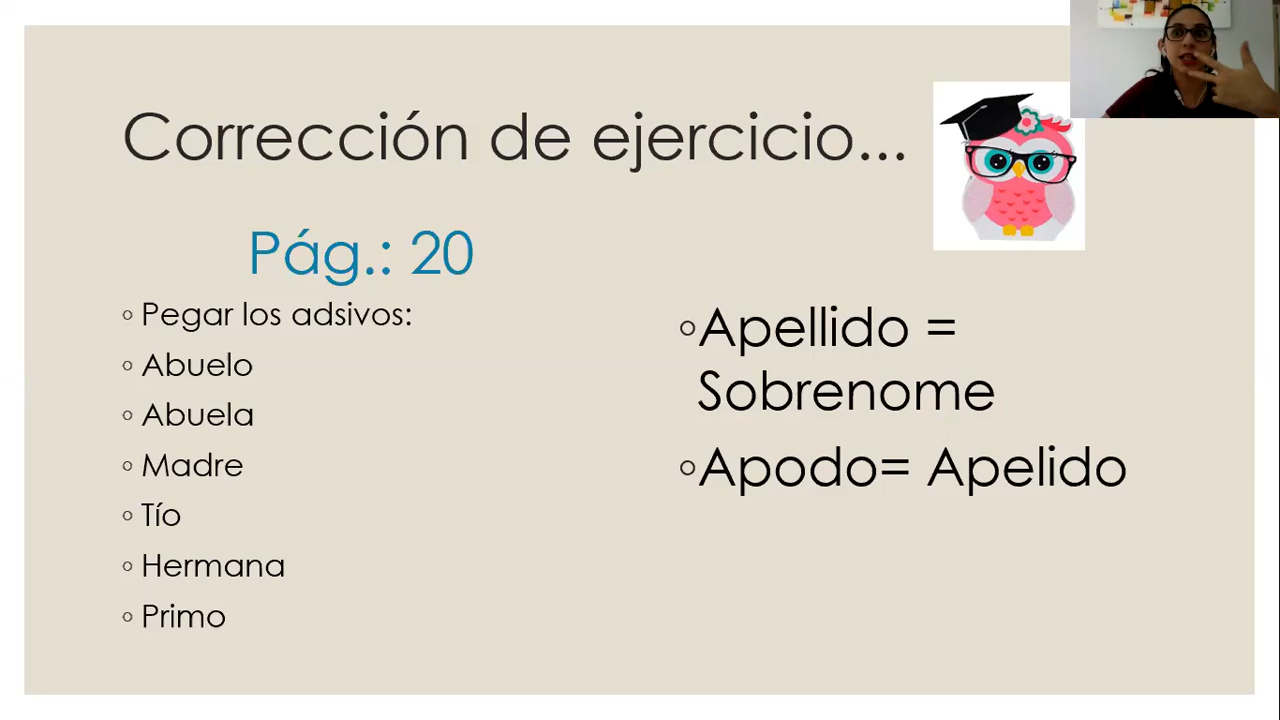 Corrección de ejercicio...
Pág.: 20
◦ Pegar los adsivos:
◦ Abuelo
◦ Abuela
◦ Madre
◦ Tío
◦ Hermana
◦ Primo
◦Apellido =
Sobrenome
◦Apodo= Apelido